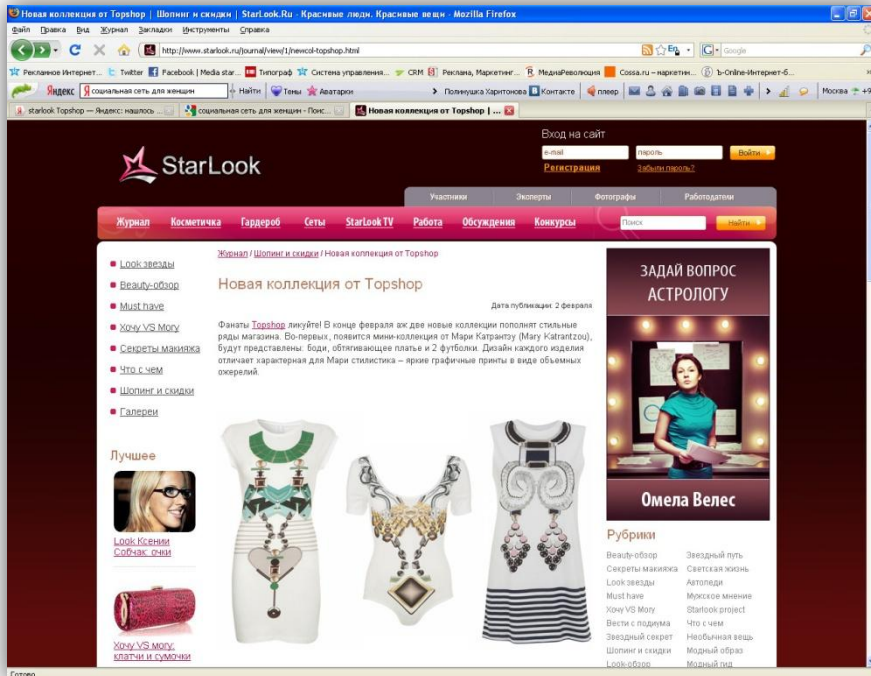 Новая коллекция от Topshop | Шопинг и скидки | StarLook.Ru - Красивые люди. Красивые вещи - Mozilla Firefox
Файл Правка Вид Журнал Закладки Инструменты Справка
http://www.starlook.ru/journal/view/1/newcol-topshop.html
Google
Рекламное Интернет... Twitter Facebook | Media star... Типограф Система управления... CRM Реклама, Маркетинг... МедиаРеволюция Cossa.ru – маркетин... Ъ-Online-Интернет-б...
Яндекс социальная сеть для женщин Найти Темы Аватарки Полинушка Харитонова ВКонтакте плеер Москва +9
starlook Topshop — Яндекс: нашлось ... социальная сеть для женщин - Поис... Новая коллекция от Topshop | ...
Вход на сайт
StarLook
e-mail пароль Войти
Регистрация Забыли пароль?
Участники Эксперты Фотографы Работодатели
Журнал Косметичка Гардероб Сеты StarLook TV Работа Обсуждения Конкурсы Поиск Найти
Look звезды
Beauty-обзор
Must have
Хочу VS Могу
Секреты макияжа
Что с чем
Шопинг и скидки
Галереи
Лучшее
Look Ксении
Собчак: очки
Хочу VS могу:
клатчи и сумочки
Журнал / Шопинг и скидки / Новая коллекция от Topshop
Новая коллекция от Topshop
Дата публикации: 2 февраля
Фанаты Topshop ликуйте! В конце февраля аж две новые коллекции пополнят стильные
ряды магазина. Во-первых, появится мини-коллекция от Мари Катрантзу (Mary Katrantzou),
будут представлены: боди, обтягивающее платье и 2 футболки. Дизайн каждого изделия
отличает характерная для Мари стилистика – яркие графичные принты в виде объемных
ожерелий.
ЗАДАЙ ВОПРОС
АСТРОЛОГУ
Омела Велес
Рубрики
Beauty-обзор Звездный путь
Секреты макияжа Светская жизнь
Look звезды Автоледи
Must have Мужское мнение
Хочу VS Могу Starlook project
Вести с подиума Что с чем
Звездный секрет Необычная вещь
Шопинг и скидки Модный образ
Look-обзор Модный гид
Готово